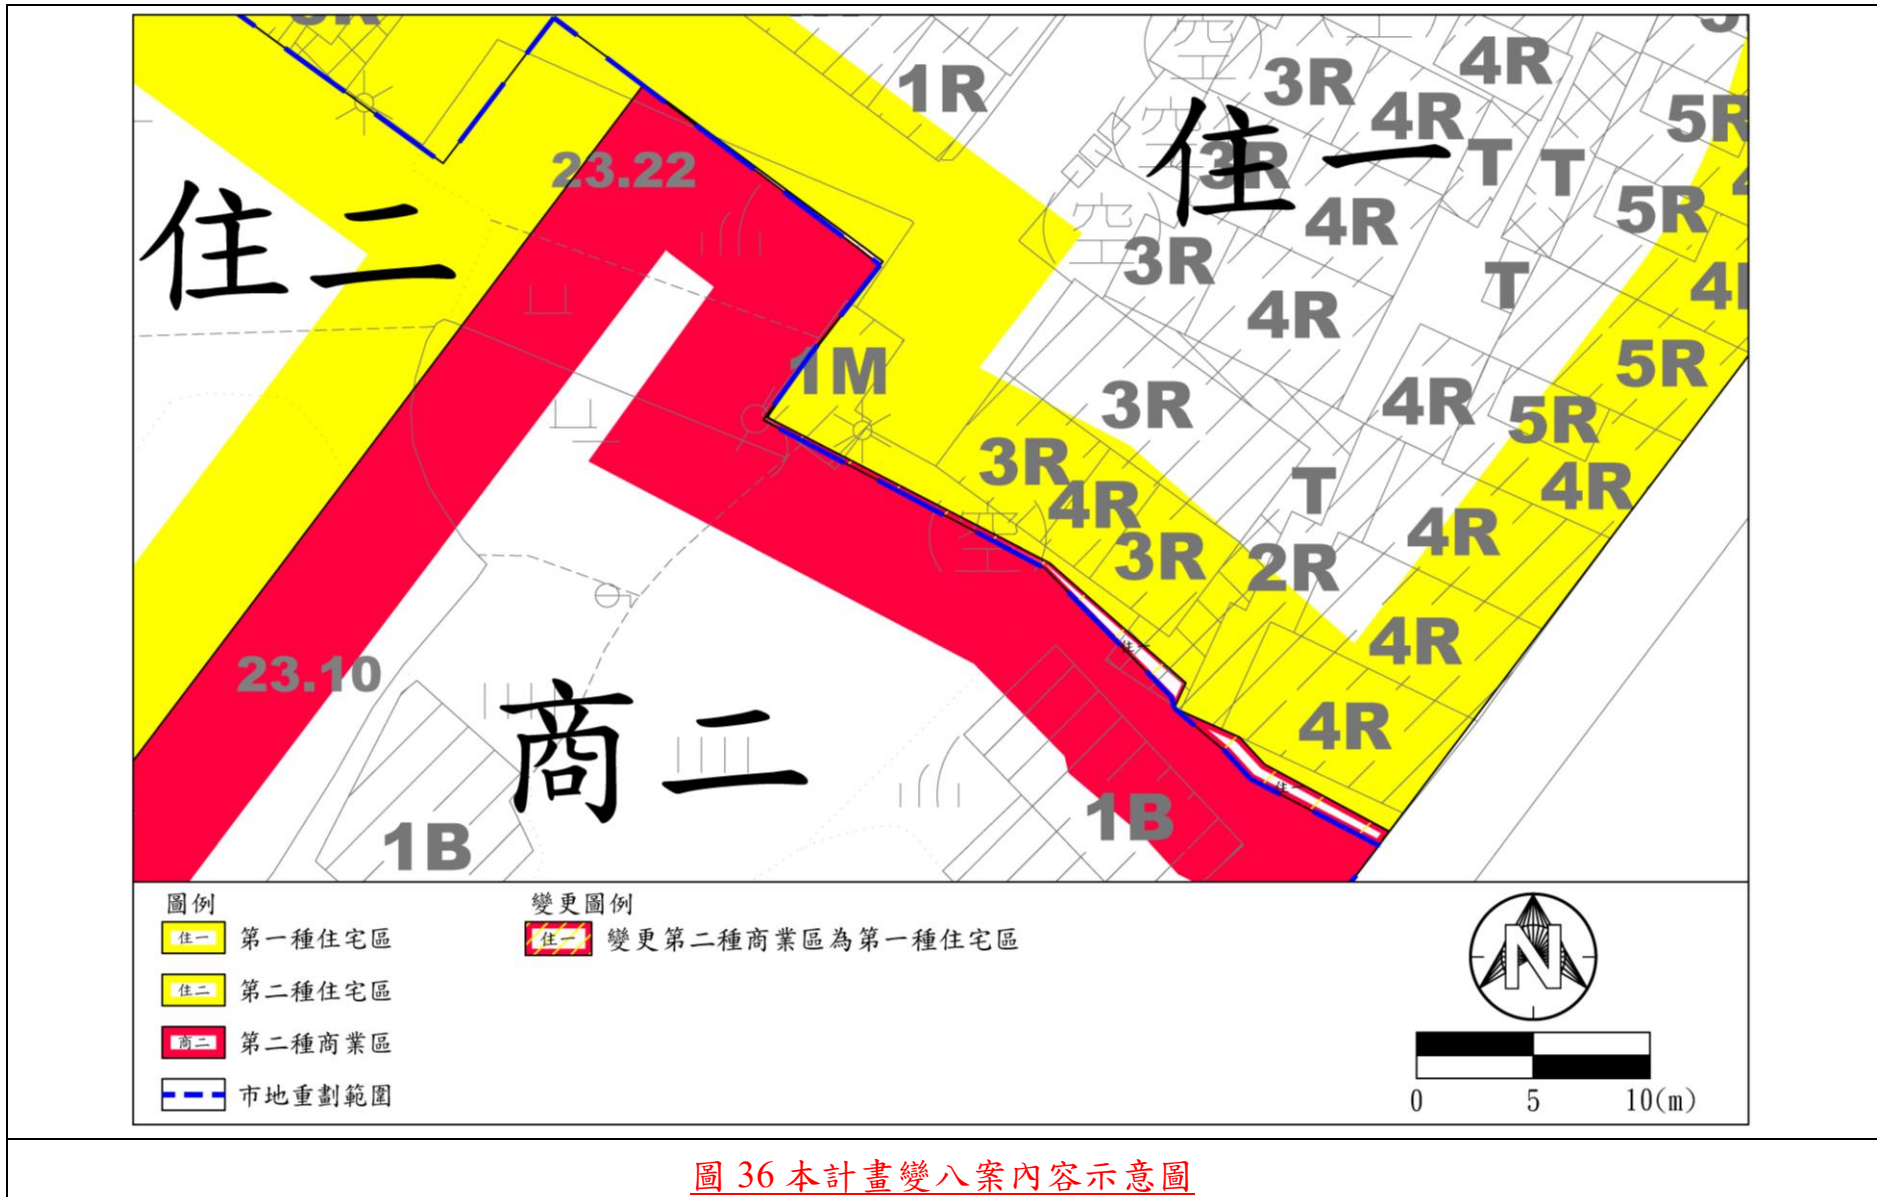 3R
1R
空
3R
4R
4R
5R
空
住一
3R
T
T
23.22
住二
空
4R
5R
3R
T
4R
1M
5R
3R
4R
5R
3R
4R
T
4R
空
3R
2R
4R
23.10
4R
商二
4R
1B
1B
圖例
住一 第一種住宅區
住二 第二種住宅區
商二 第二種商業區
市地重劃範圍
變更圖例
住一 變更第二種商業區為第一種住宅區
N
0 5 10(m)
圖 36 本計畫變八案內容示意圖